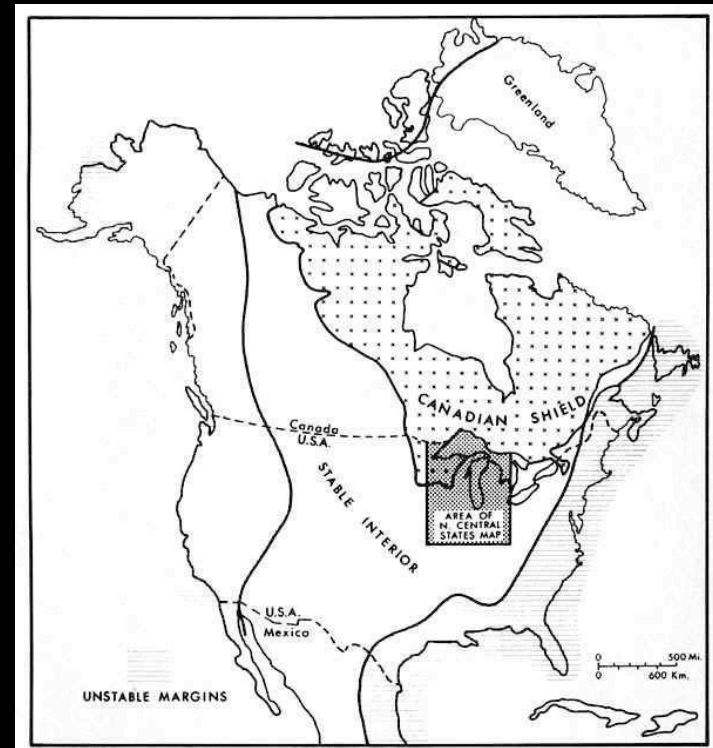 Greenland
CANADIAN SHIELD
Canada
U.S.A.
STABLE INTERIOR
AREA OF
N. CENTRAL
STATES MAP
U.S.A.
Mexico
0 500 Mi.
0 600 Km.
UNSTABLE MARGINS